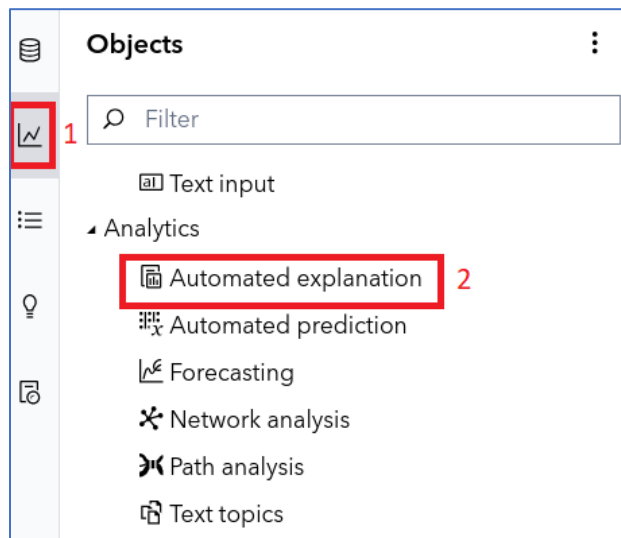 Objects
1
Filter
Text input
Analytics
Automated explanation 2
Automated prediction
Forecasting
Network analysis
Path analysis
Text topics